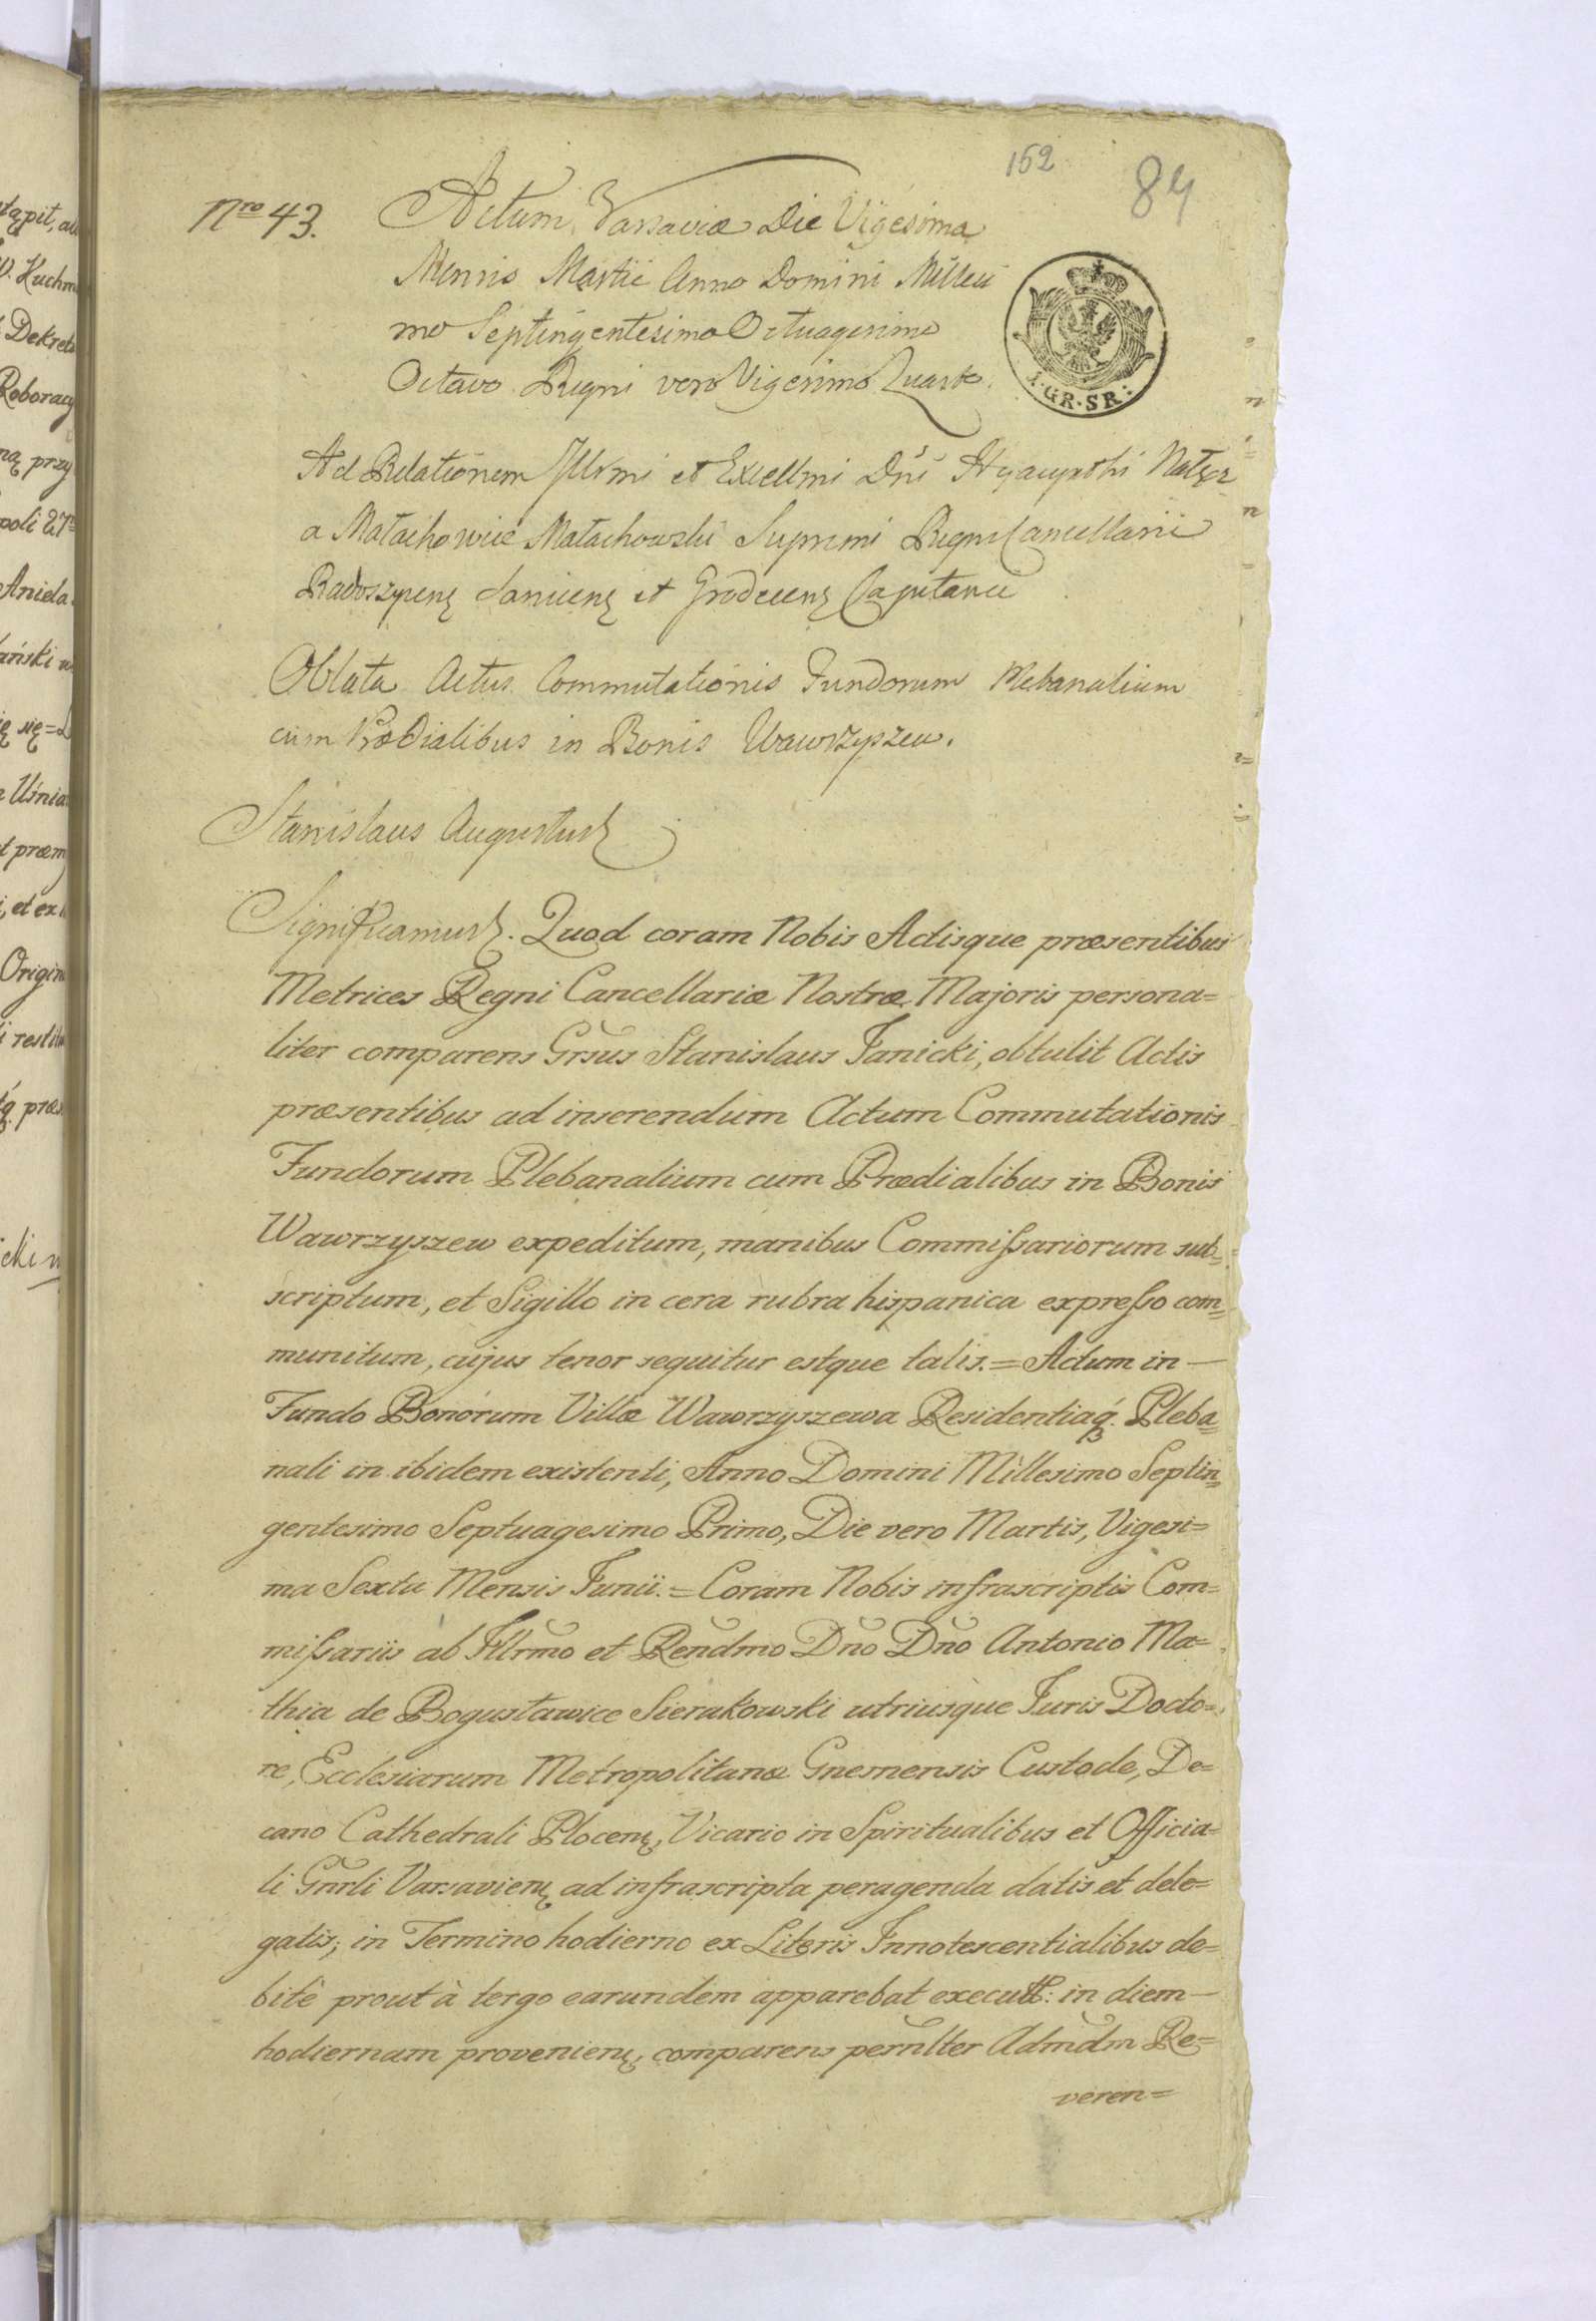 152
84
Nro 43.
Actum Varsaviæ Die Vigesima
Mensis Martii Anno Domini Millesi
mo Septingentesimo Octuagesimo
Octavo Regni vero Vigesimo Quarto.
1. GR. SR:
Ad Relationem Jllrmi et Excellmi Dni Hyacynthi Nałęcz
a Małachowice Małachowski Supremi Regni Cancellarii
Radoszycen Sanicen et Grodecen Capitanei
Oblata Actus Commutationis Fundorum Plebanalium
cum Prædialibus in Bonis Wawrzyszew.
Stanislaus Augustus
Significamus. Quod coram Nobis Actisque præsentibus
Metrices Regni Cancellariæ Nostræ Majoris persona=
liter comparens Grsus Stanislaus Janicki, obtulit Actis
præsentibus ad inserendum Actum Commutationis
Fundorum Plebanalium cum Prædialibus in Bonis
Wawrzyszew expeditum, manibus Commißariorum sub=
scriptum, et Sigillo in cera rubra hispanica expreßo com=
munitum, cujus tenor sequitur estque talis.= Actum in —
Fundo Bonorum Villæ Wawrzyszewa Residentiaq. Pleba=
nali in ibidem existenti, Anno Domini Millesimo Septin=
gentesimo Septuagesimo Primo, Die vero Martis, Vigesi=
ma Sexta Mensis Junii.= Coram Nobis infrascriptis Com=
mißariis ab Jllrmo et Rendmo Dno Dno Antonio Ma=
thia de Bogusławice Sierakowski utriusque Juris Docto=
re, Ecclesiarum Metropolitanæ Gnesnensis Custode, De=
cano Cathedrali Plocen, Vicario in Spiritualibus et Officia=
li Gnrli Varsavien ad infrascripta peragenda datis et dele=
gatis; in Termino hodierno ex Literis Innotescentialibus de=
bitè prout à tergo earundem apparebat execut: in diem —
hodiernam provenien, comparens pernlter Admdm Re=
veren=